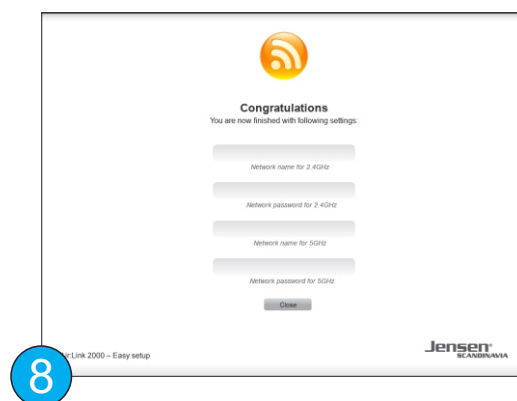 Congratulations
You are now finished with following settings:
Network name for 2.4GHz
Network password for 2.4GHz
Network name for 5GHz
Network password for 5GHz
Close
Air:Link 2000 – Easy setup
Jensen
SCANDINAVIA
8